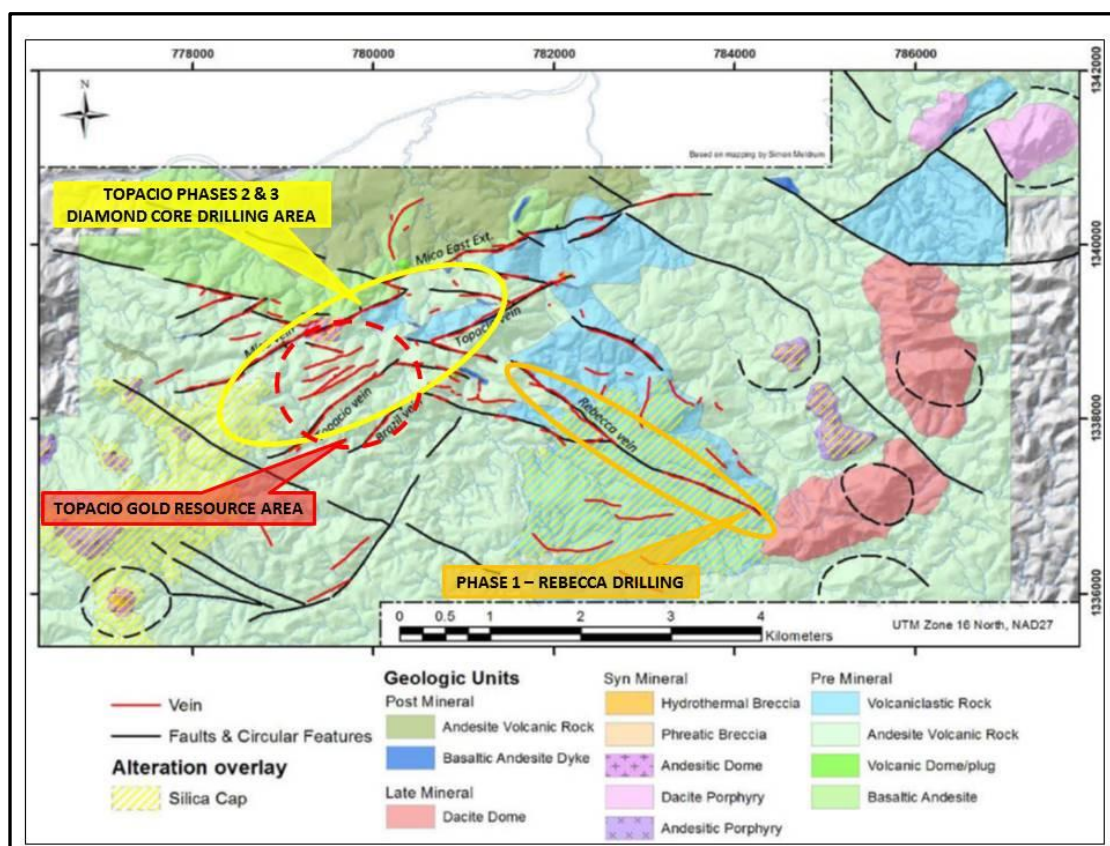 778000
780000
782000
784000
786000
1342000
N
Based on mapping by Simon Meldrum
TOPACIO PHASES 2 & 3
DIAMOND CORE DRILLING AREA
1340000
Mico East Ext.
Mico vein
Topacio vein
Topacio vein
Brazil vein
Rebecca vein
1338000
TOPACIO GOLD RESOURCE AREA
PHASE 1 – REBECCA DRILLING
1336000
0 0.5 1 2 3 4
Kilometers
UTM Zone 16 North, NAD27
Vein
Faults & Circular Features
Alteration overlay
Silica Cap
Geologic Units
Post Mineral
Andesite Volcanic Rock
Basaltic Andesite Dyke
Late Mineral
Dacite Dome
Syn Mineral
Hydrothermal Breccia
Phreatic Breccia
Andesitic Dome
Dacite Porphyry
Andesitic Porphyry
Pre Mineral
Volcaniclastic Rock
Andesite Volcanic Rock
Volcanic Dome/plug
Basaltic Andesite